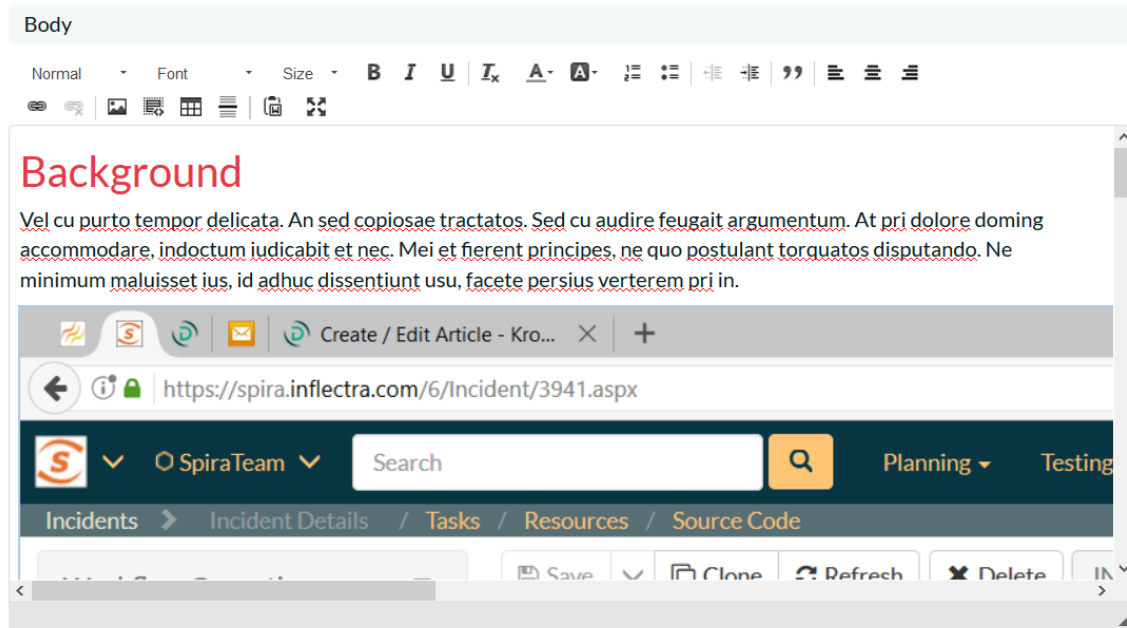 Body
Normal Font Size B I U Ix A A
Background
Vel cu purto tempor delicata. An sed copiosae tractatos. Sed cu audire feugait argumentum. At pri dolore doming
accommodare, indoctum iudicabit et nec. Mei et fierent principes, ne quo postulant torquatos disputando. Ne
minimum maluisset ius, id adhuc dissentiunt usu, facete persius verterem pri in.
Create / Edit Article - Kro...
https://spira.inflectra.com/6/Incident/3941.aspx
S SpiraTeam Search Planning Testing
Incidents Incident Details / Tasks / Resources / Source Code
Save Clone Refresh Delete